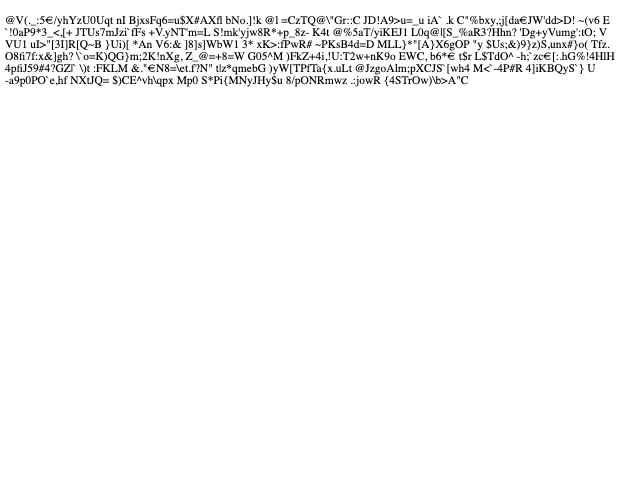 @V(_.:5€/yhYzU0Uqt nI BjxsFq6=u$X#AXfl bNo.]!k @1=CzTQ@\"Gr::C JD!A9>u=_u iA` .k C"%bxy,;j[da€JW'dd>D! ~(v6 E
`!0aP9*3_<,[+ JTUs7mJzi`fFs +V.yNT'm=L S!mk'yjw8R*+p_8z- K4t @%5aT/yiKEJ1 L0q@l[S_%aR3?Hhn? 'Dg+yVumg':tO; V
VU1 uI>"[3I]R[Q~B }Ui)[ *An V6:& ]8]s]WbW1 3* xK>:fPwR# ~PKsB4d=D MLL}*"[A}X6gOP "y $Us;&)9}z)S,unx#}o( Tfz.
O8fi7f:x&]gh? \`o=K)QG}m;2K!nXg, Z_@=+8=W G05^M )FkZ+4i,!U:T2w+nK9o EWC, b6*€ t$r L$TdO^ -h;`zc€[:.hG%!4HlH
4pfiJ59#4?GZl` \)t :FKLM &."€N8=\et.f?N" tlz*qmebG )yW[TPfTa{x.uLt @JzgoAlm;pXCJS`[wh4 M<`-4P#R 4]iKBQyS`} U
-a9p0PO`e,hf NXtJQ= $)CE^vh\qpx Mp0 S*Pi{MNyJHy$u 8/pONRmwz .:jowR {4STrOw)\b>A"C